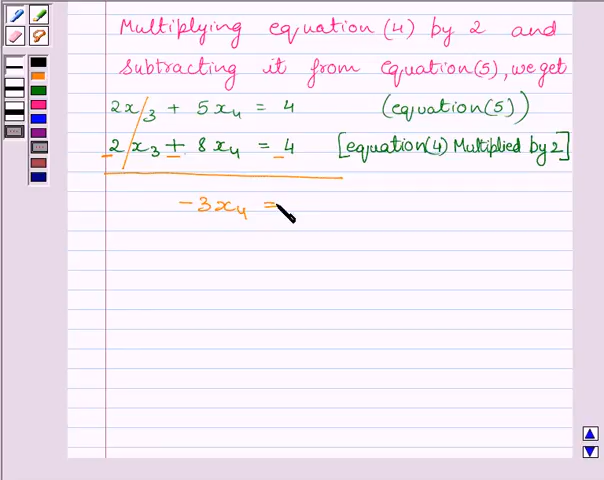 Multiplying equation (4) by 2 and
subtracting it from equation(5), we get
2x₃ + 5x₄ = 4 (equation(5))
2x₃ + 8x₄ = 4 [equation(4) Multiplied by 2]
-3x₄ =